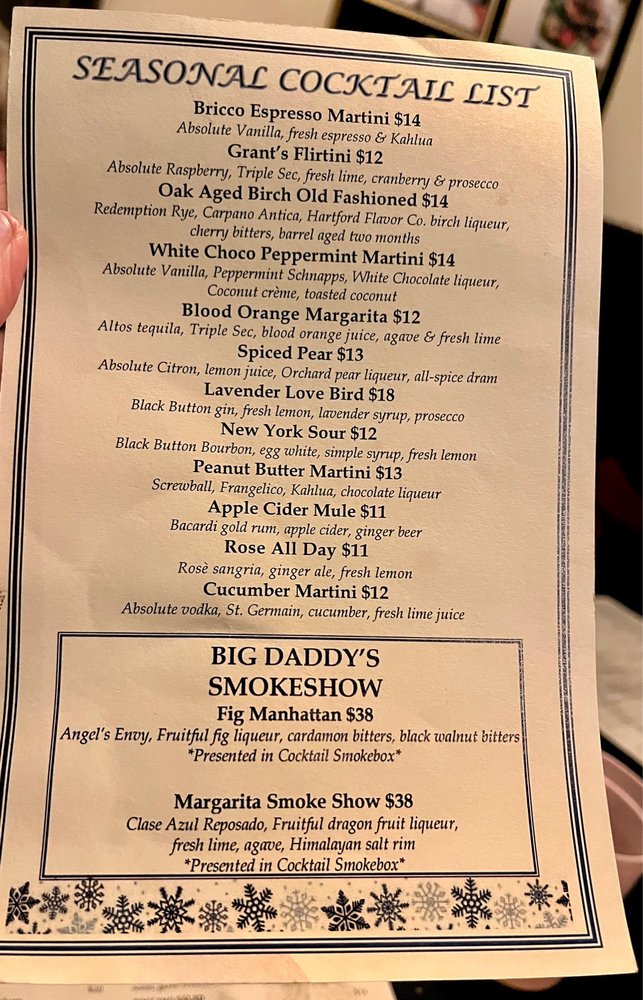 SEASONAL COCKTAIL LIST
Bricco Espresso Martini $14
Absolute Vanilla, fresh espresso & Kahlua
Grant's Flirtini $12
Absolute Raspberry, Triple Sec, fresh lime, cranberry & prosecco
Oak Aged Birch Old Fashioned $14
Redemption Rye, Carpano Antica, Hartford Flavor Co. birch liqueur,
cherry bitters, barrel aged two months
White Choco Peppermint Martini $14
Absolute Vanilla, Peppermint Schnapps, White Chocolate liqueur,
Coconut crème, toasted coconut
Blood Orange Margarita $12
Altos tequila, Triple Sec, blood orange juice, agave & fresh lime
Spiced Pear $13
Absolute Citron, lemon juice, Orchard pear liqueur, all-spice dram
Lavender Love Bird $18
Black Button gin, fresh lemon, lavender syrup, prosecco
New York Sour $12
Black Button Bourbon, egg white, simple syrup, fresh lemon
Peanut Butter Martini $13
Screwball, Frangelico, Kahlua, chocolate liqueur
Apple Cider Mule $11
Bacardi gold rum, apple cider, ginger beer
Rose All Day $11
Rosè sangria, ginger ale, fresh lemon
Cucumber Martini $12
Absolute vodka, St. Germain, cucumber, fresh lime juice
BIG DADDY'S
SMOKESHOW
Fig Manhattan $38
Angel's Envy, Fruitful fig liqueur, cardamon bitters, black walnut bitters
*Presented in Cocktail Smokebox*
Margarita Smoke Show $38
Clase Azul Reposado, Fruitful dragon fruit liqueur,
fresh lime, agave, Himalayan salt rim
*Presented in Cocktail Smokebox*